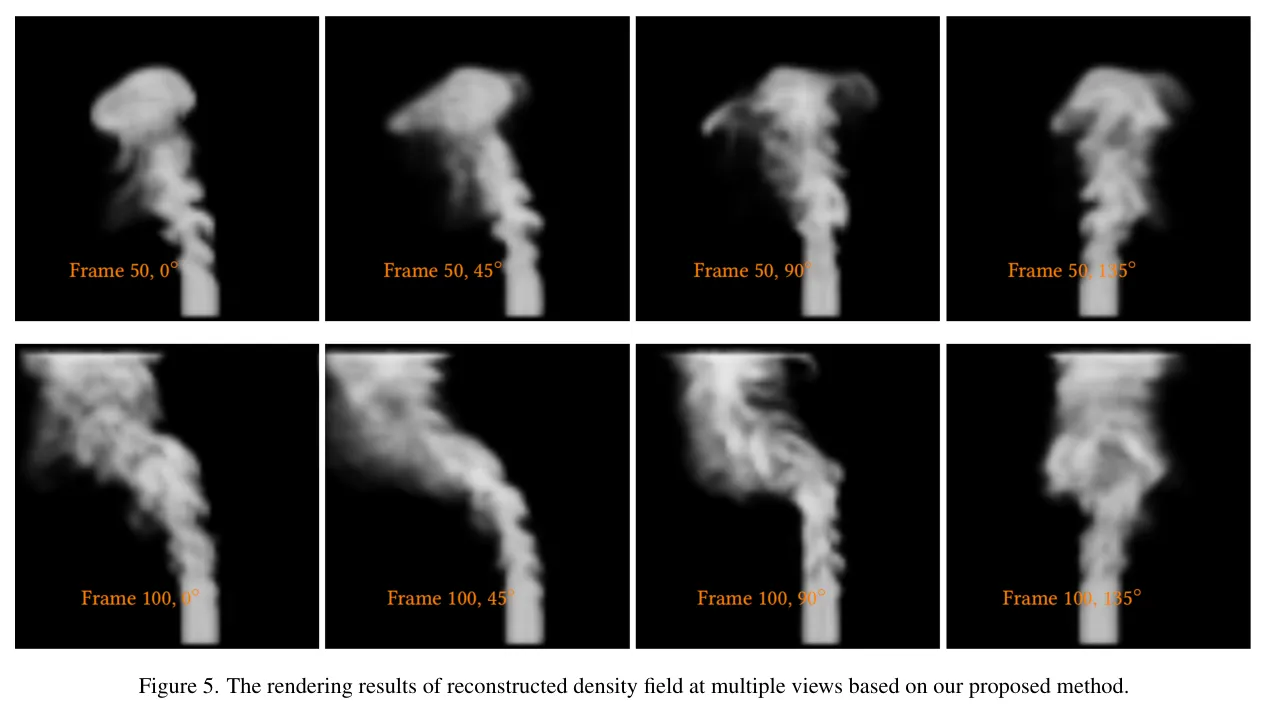 Frame 50, 0°
Frame 50, 45°
Frame 50, 90°
Frame 50, 135°
Frame 100, 0°
Frame 100, 45°
Frame 100, 90°
Frame 100, 135°
Figure 5. The rendering results of reconstructed density field at multiple views based on our proposed method.